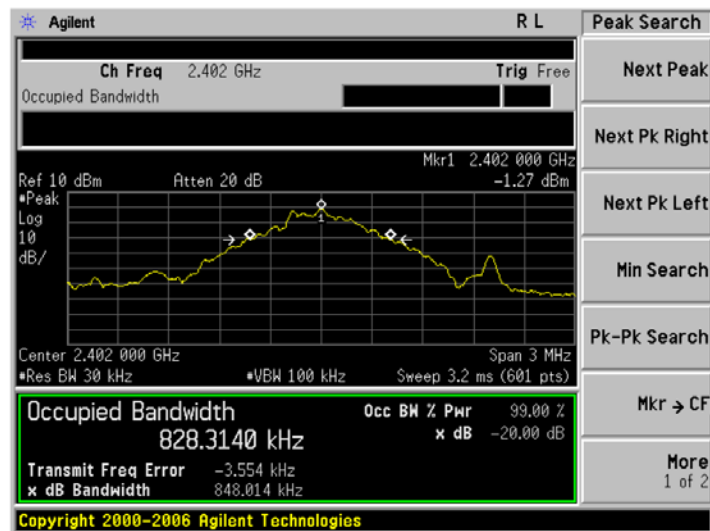 Agilent
R L
Peak Search
Ch Freq 2.402 GHz
Trig Free
Occupied Bandwidth
Mkr1 2.402 000 GHz
Ref 10 dBm Atten 20 dB -1.27 dBm
*Peak
Log
10
dB/
1
Center 2.402 000 GHz Span 3 MHz
*Res BW 30 kHz *VBW 100 kHz Sweep 3.2 ms (601 pts)
Occupied Bandwidth
828.3140 kHz
Occ BW % Pwr 99.00 %
x dB -20.00 dB
Transmit Freq Error -3.554 kHz
x dB Bandwidth 848.014 kHz
Next Peak
Next Pk Right
Next Pk Left
Min Search
Pk-Pk Search
Mkr → CF
More
1 of 2
Copyright 2000-2006 Agilent Technologies